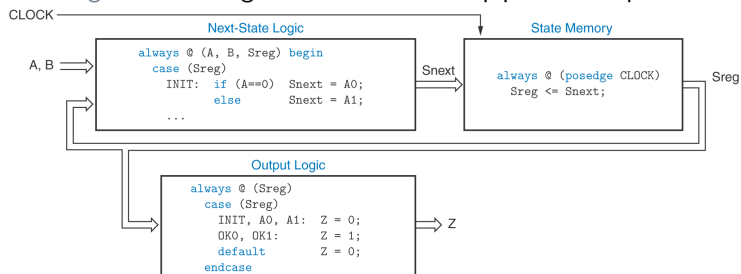 CLOCK
Next-State Logic
State Memory
A, B
always @ (A, B, Sreg) begin
case (Sreg)
INIT: if (A==0) Snext = A0;
else Snext = A1;
...
Snext
always @ (posedge CLOCK)
Sreg <= Snext;
Sreg
Output Logic
always @ (Sreg)
case (Sreg)
INIT, A0, A1: Z = 0;
OK0, OK1: Z = 1;
default Z = 0;
endcase
Z